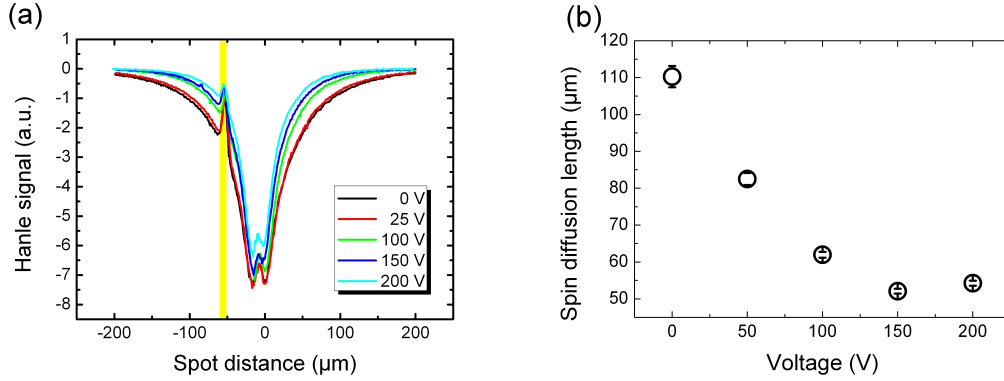 (a)
Hanle signal (a.u.)
1
0
-1
-2
-3
-4
-5
-6
-7
-8
-200
-100
0
100
200
Spot distance (µm)
0 V
25 V
100 V
150 V
200 V
(b)
Spin diffusion length (µm)
120
110
100
90
80
70
60
50
0
50
100
150
200
Voltage (V)